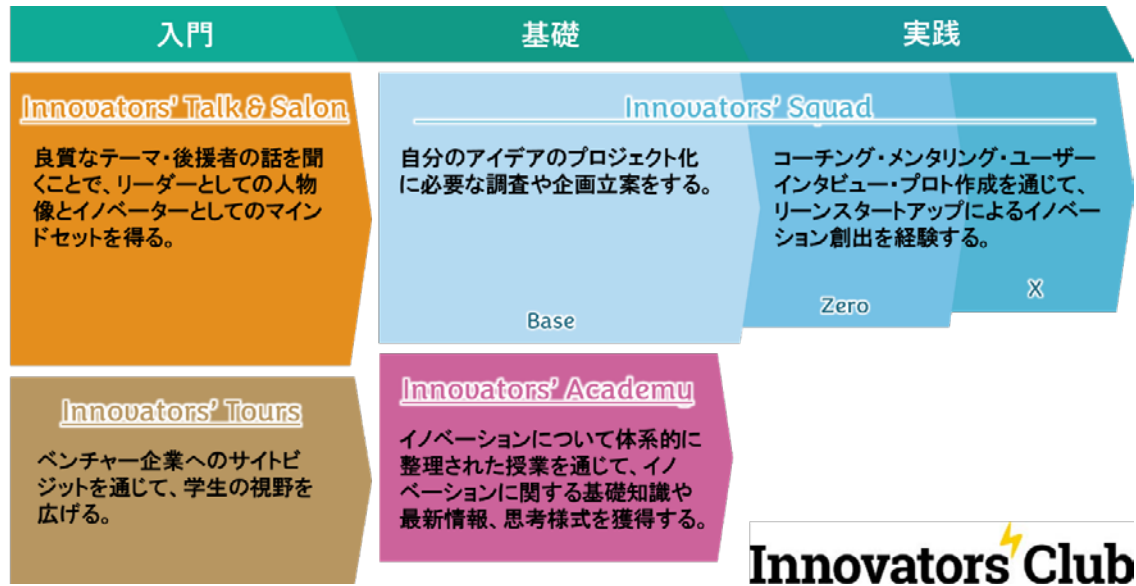 入門
基礎
実践
Innovators' Talk & Salon
良質なテーマ・後援者の話を聞
くことで、リーダーとしての人物
像とイノベーターとしてのマイン
ドセットを得る。
Innovators' Squad
自分のアイデアのプロジェクト化
に必要な調査や企画立案をする。
Base
コーチング・メンタリング・ユーザー
インタビュー・プロト作成を通じて、
リーンスタートアップによるイノベー
ション創出を経験する。
Zero
X
Innovators' Tours
ベンチャー企業へのサイトビ
ジットを通じて、学生の視野を
広げる。
Innovators' Academy
イノベーションについて体系的に
整理された授業を通じて、イノ
ベーションに関する基礎知識や
最新情報、思考様式を獲得する。
Innovators' Club